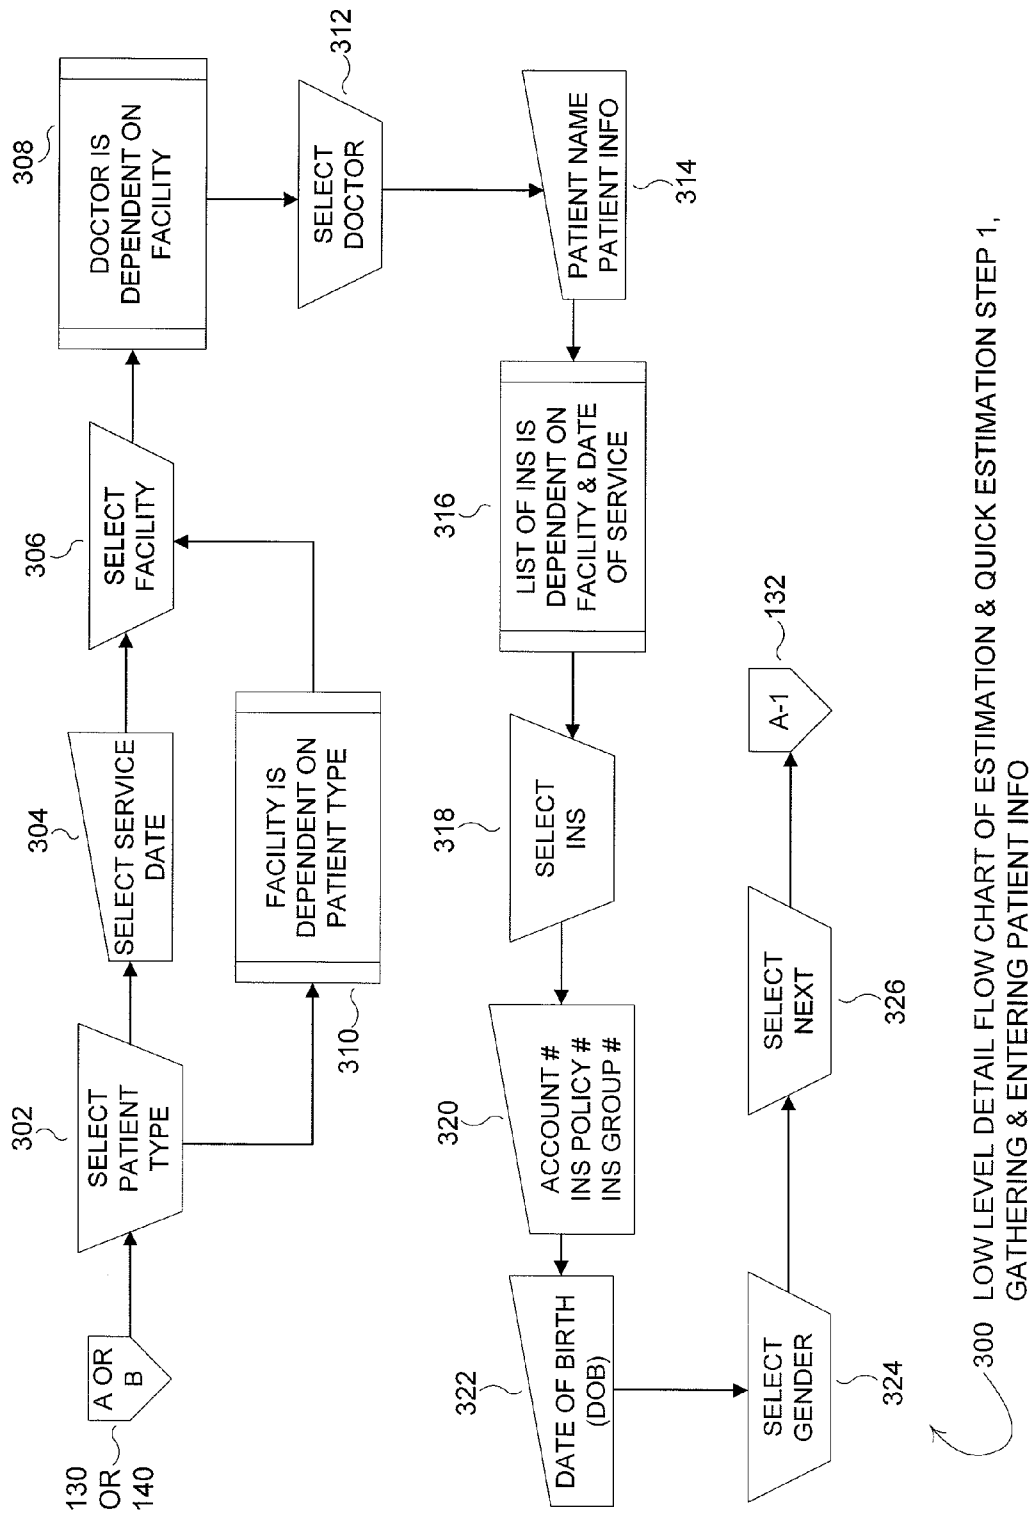 130
OR
140
A OR
B
302
SELECT
PATIENT
TYPE
304
SELECT SERVICE
DATE
306
SELECT
FACILITY
308
DOCTOR IS
DEPENDENT ON
FACILITY
310
FACILITY IS
DEPENDENT ON
PATIENT TYPE
312
SELECT
DOCTOR
314
PATIENT NAME
PATIENT INFO
316
LIST OF INS IS
DEPENDENT ON
FACILITY & DATE
OF SERVICE
318
SELECT
INS
320
ACCOUNT #
INS POLICY #
INS GROUP #
322
DATE OF BIRTH
(DOB)
324
SELECT
GENDER
326
SELECT
NEXT
132
A-1
300 LOW LEVEL DETAIL FLOW CHART OF ESTIMATION & QUICK ESTIMATION STEP 1,
GATHERING & ENTERING PATIENT INFO